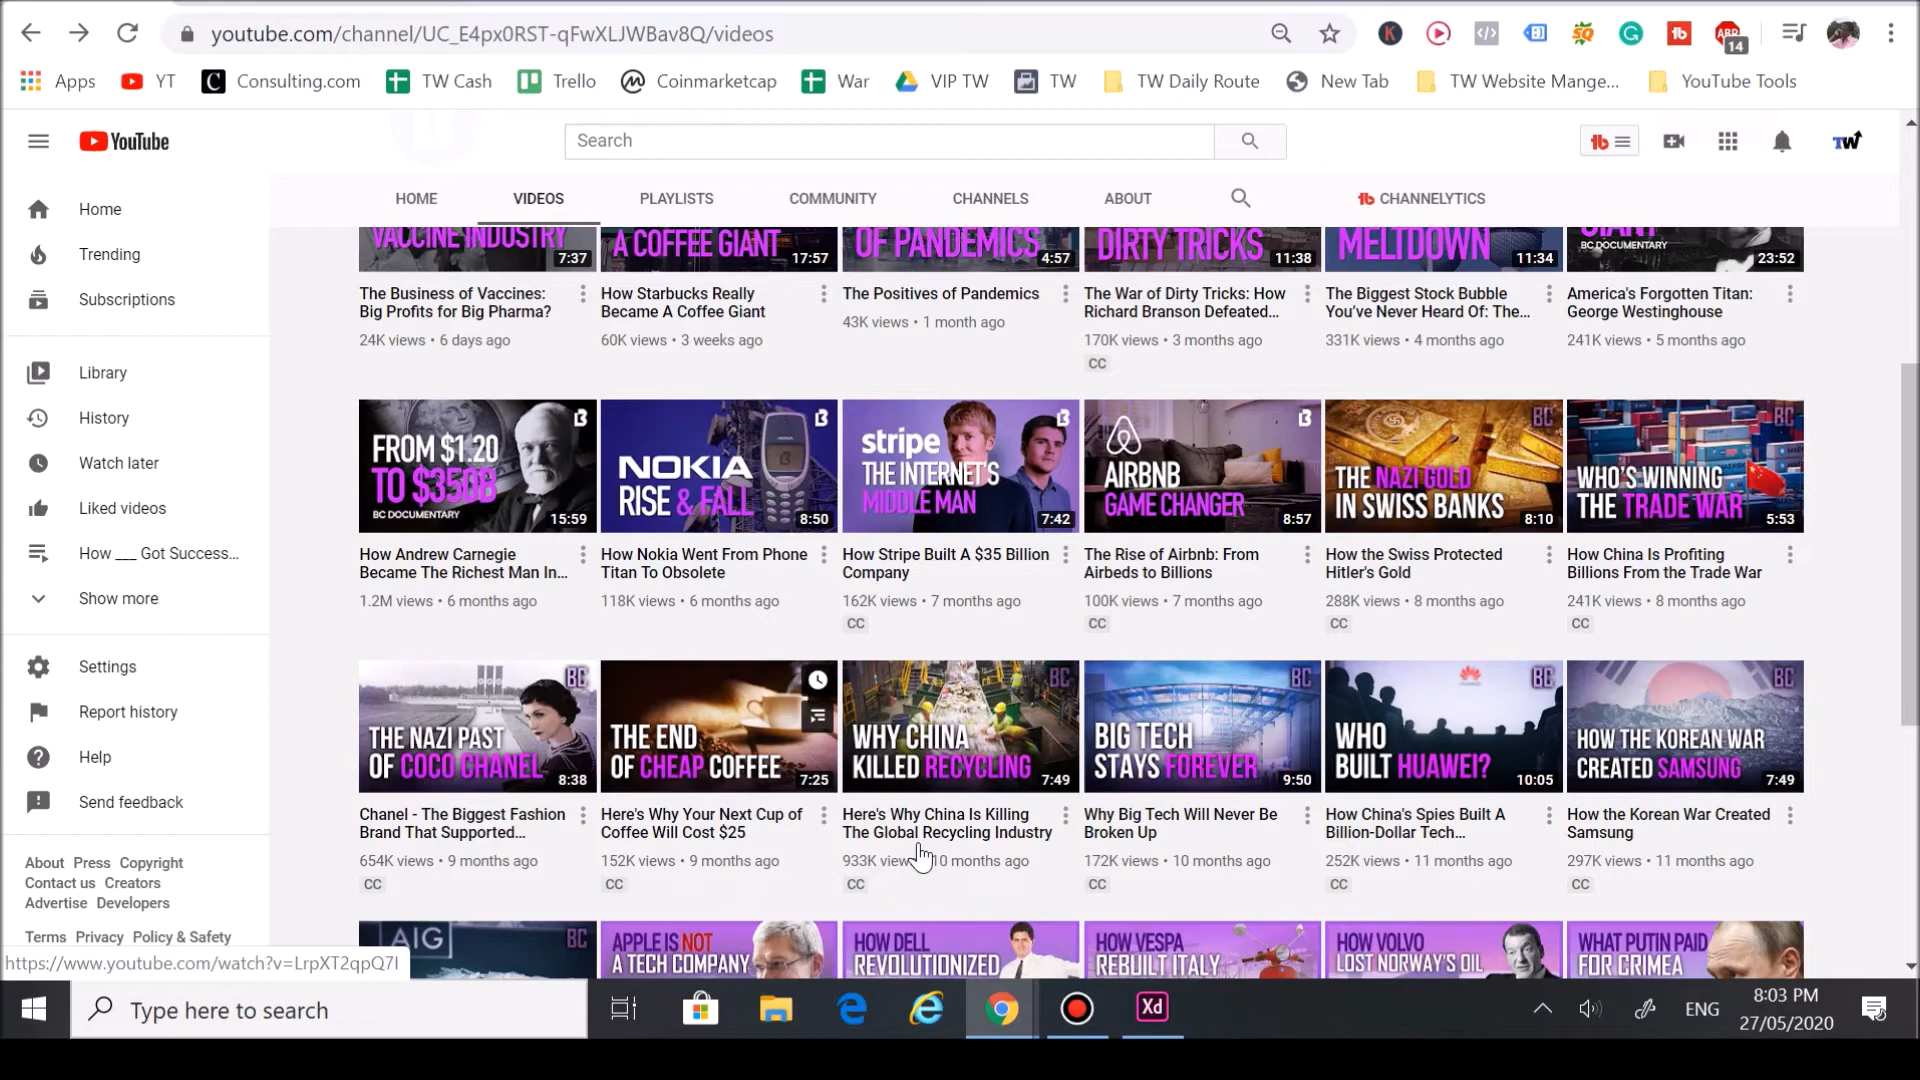 youtube.com/channel/UC_E4px0RST-qFwXLJWBav8Q/videos
14
Apps YT Consulting.com TW Cash Trello Coinmarketcap War VIP TW TW TW Daily Route New Tab TW Website Mange... YouTube Tools
YouTube Search TW
HOME VIDEOS PLAYLISTS COMMUNITY CHANNELS ABOUT CHANNELYTICS
Home
Trending
Subscriptions
Library
History
Watch later
Liked videos
How ___ Got Success...
Show more
Settings
Report history
Help
Send feedback
About Press Copyright
Contact us Creators
Advertise Developers
Terms Privacy Policy & Safety
https://www.youtube.com/watch?v=LrpXT2qpQ7I
VACCINE INDUSTRY
7:37
The Business of Vaccines:
Big Profits for Big Pharma?
24K views • 6 days ago
A COFFEE GIANT
17:57
How Starbucks Really
Became A Coffee Giant
60K views • 3 weeks ago
OF PANDEMICS
4:57
The Positives of Pandemics
43K views • 1 month ago
DIRTY TRICKS
11:38
The War of Dirty Tricks: How
Richard Branson Defeated...
170K views • 3 months ago
CC
MELTDOWN
11:34
The Biggest Stock Bubble
You've Never Heard Of: The...
331K views • 4 months ago
GIANT
BC DOCUMENTARY
23:52
America's Forgotten Titan:
George Westinghouse
241K views • 5 months ago
FROM $1.20
TO $350B
BC DOCUMENTARY
15:59
How Andrew Carnegie
Became The Richest Man In...
1.2M views • 6 months ago
NOKIA
RISE & FALL
8:50
How Nokia Went From Phone
Titan To Obsolete
118K views • 6 months ago
stripe
THE INTERNET'S
MIDDLE MAN
7:42
How Stripe Built A $35 Billion
Company
162K views • 7 months ago
CC
AIRBNB
GAME CHANGER
8:57
The Rise of Airbnb: From
Airbeds to Billions
100K views • 7 months ago
CC
BC
THE NAZI GOLD
IN SWISS BANKS
8:10
How the Swiss Protected
Hitler's Gold
288K views • 8 months ago
CC
BC
WHO'S WINNING
THE TRADE WAR
5:53
How China Is Profiting
Billions From the Trade War
241K views • 8 months ago
CC
BC
THE NAZI PAST
OF COCO CHANEL
8:38
Chanel - The Biggest Fashion
Brand That Supported...
654K views • 9 months ago
CC
THE END
OF CHEAP COFFEE
7:25
Here's Why Your Next Cup of
Coffee Will Cost $25
152K views • 9 months ago
CC
BC
WHY CHINA
KILLED RECYCLING
7:49
Here's Why China Is Killing
The Global Recycling Industry
933K views 10 months ago
CC
BC
BIG TECH
STAYS FOREVER
9:50
Why Big Tech Will Never Be
Broken Up
172K views • 10 months ago
CC
BC
WHO
BUILT HUAWEI?
10:05
How China's Spies Built A
Billion-Dollar Tech...
252K views • 11 months ago
CC
BC
HOW THE KOREAN WAR
CREATED SAMSUNG
7:49
How the Korean War Created
Samsung
297K views • 11 months ago
CC
AIG BC
APPLE IS NOT
A TECH COMPANY
HOW DELL
REVOLUTIONIZED
HOW VESPA
REBUILT ITALY
HOW VOLVO
LOST NORWAY'S OIL
WHAT PUTIN PAID
FOR CRIMEA
Type here to search
Xd
ENG
8:03 PM
27/05/2020